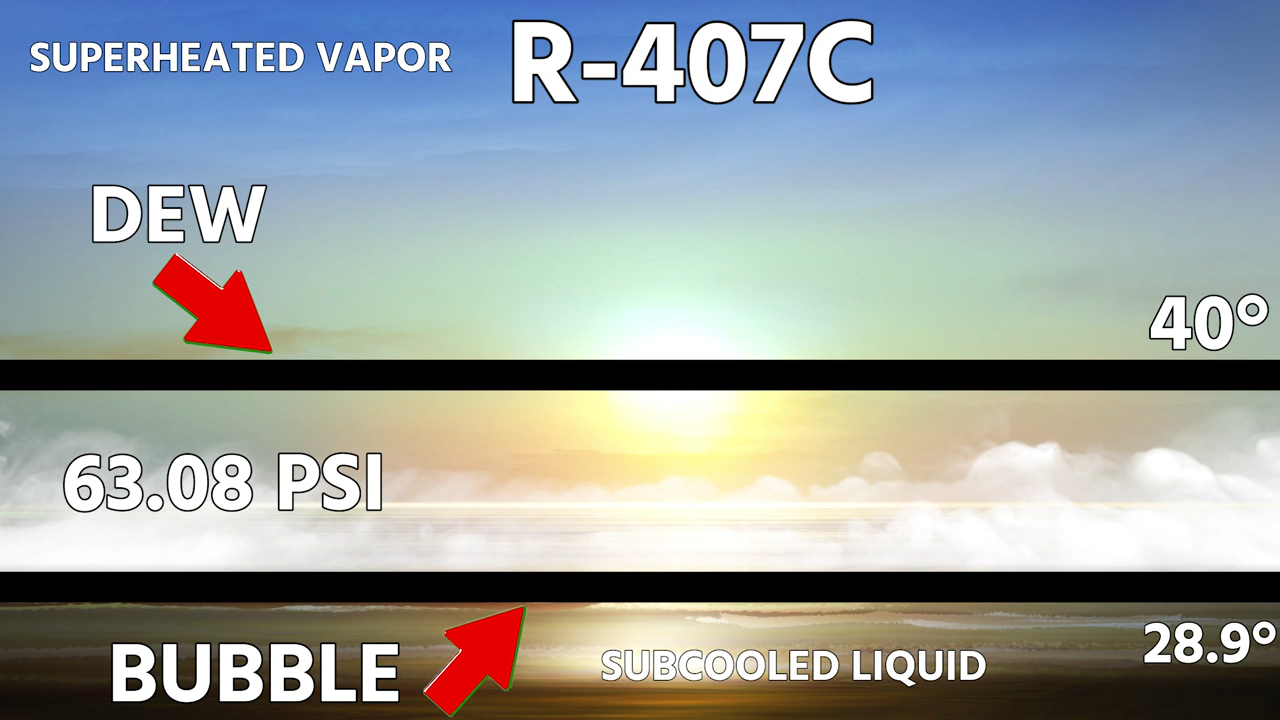 SUPERHEATED VAPOR
R-407C
DEW
40°
63.08 PSI
28.9°
BUBBLE
SUBCOOLED LIQUID